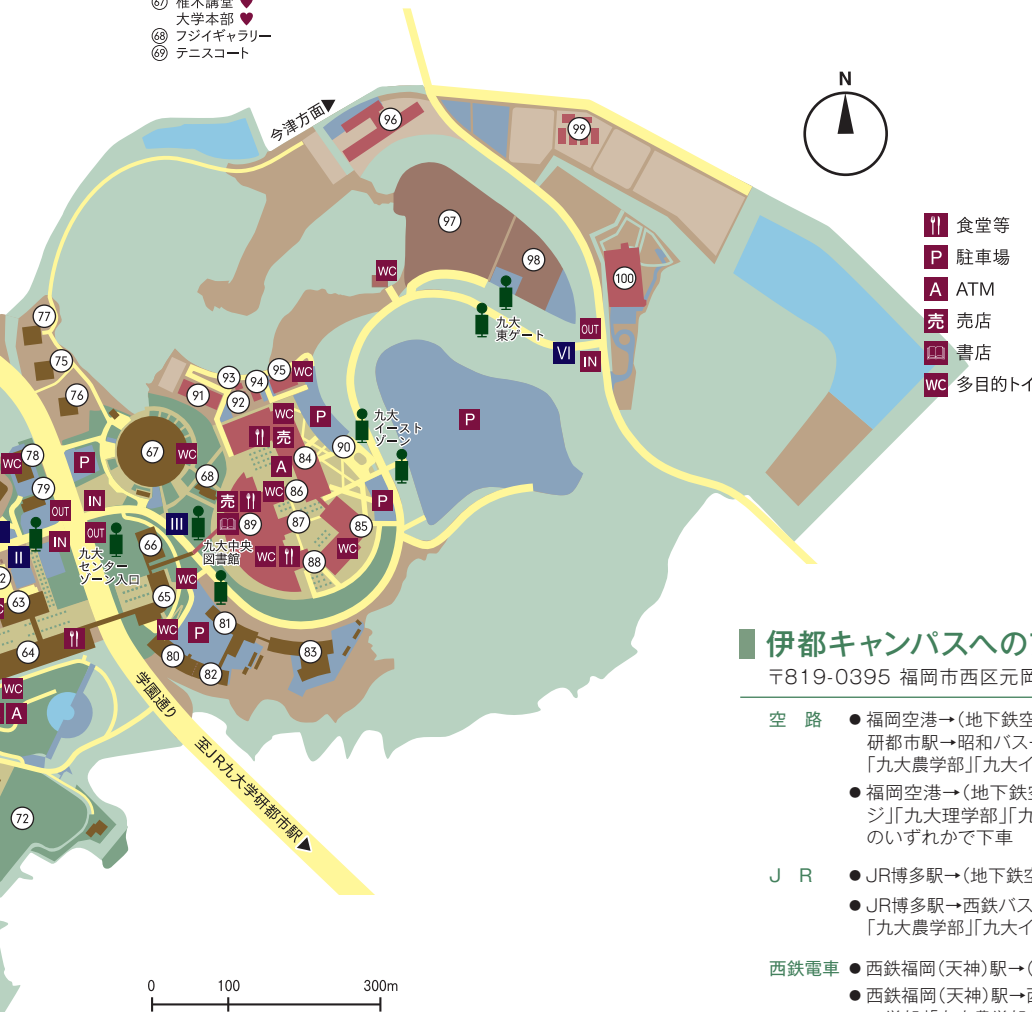 67 椎木講堂 ♥
大学本部 ♥
68 フジイギャラリー
69 テニスコート
今津方面▶
96
99
N
97
98
100
食堂等
P 駐車場
A ATM
売 売店
書店
WC 多目的トイ
WC
九大
東ゲート
OUT
VI
IN
77
75
76
93
94
95
WC
91
92
WC
P
九大
イースト
ゾーン
P
67
WC
売
90
84
78
WC
P
A
68
79
IN
WC
86
P
OUT
売
III
89
87
85
OUT
II
IN
66
九大中央
図書館
WC
WC
88
九大
センター
ゾーン入口
WC
2
63
65
81
WC
P
64
80
83
82
WC
A
学園通り
至JR九大学研都市駅▶
72
0 100 300m
伊都キャンパスへの
〒819-0395 福岡市西区元岡
空 路 ●福岡空港→（地下鉄空
研都市駅→昭和バス
「九大農学部」「九大イ
●福岡空港→（地下鉄空
ジ」「九大理学部」「九
のいずれかで下車
J R ●JR博多駅→（地下鉄空
●JR博多駅→西鉄バス
「九大農学部」「九大イ
西鉄電車 ●西鉄福岡（天神）駅→（
●西鉄福岡（天神）駅→西